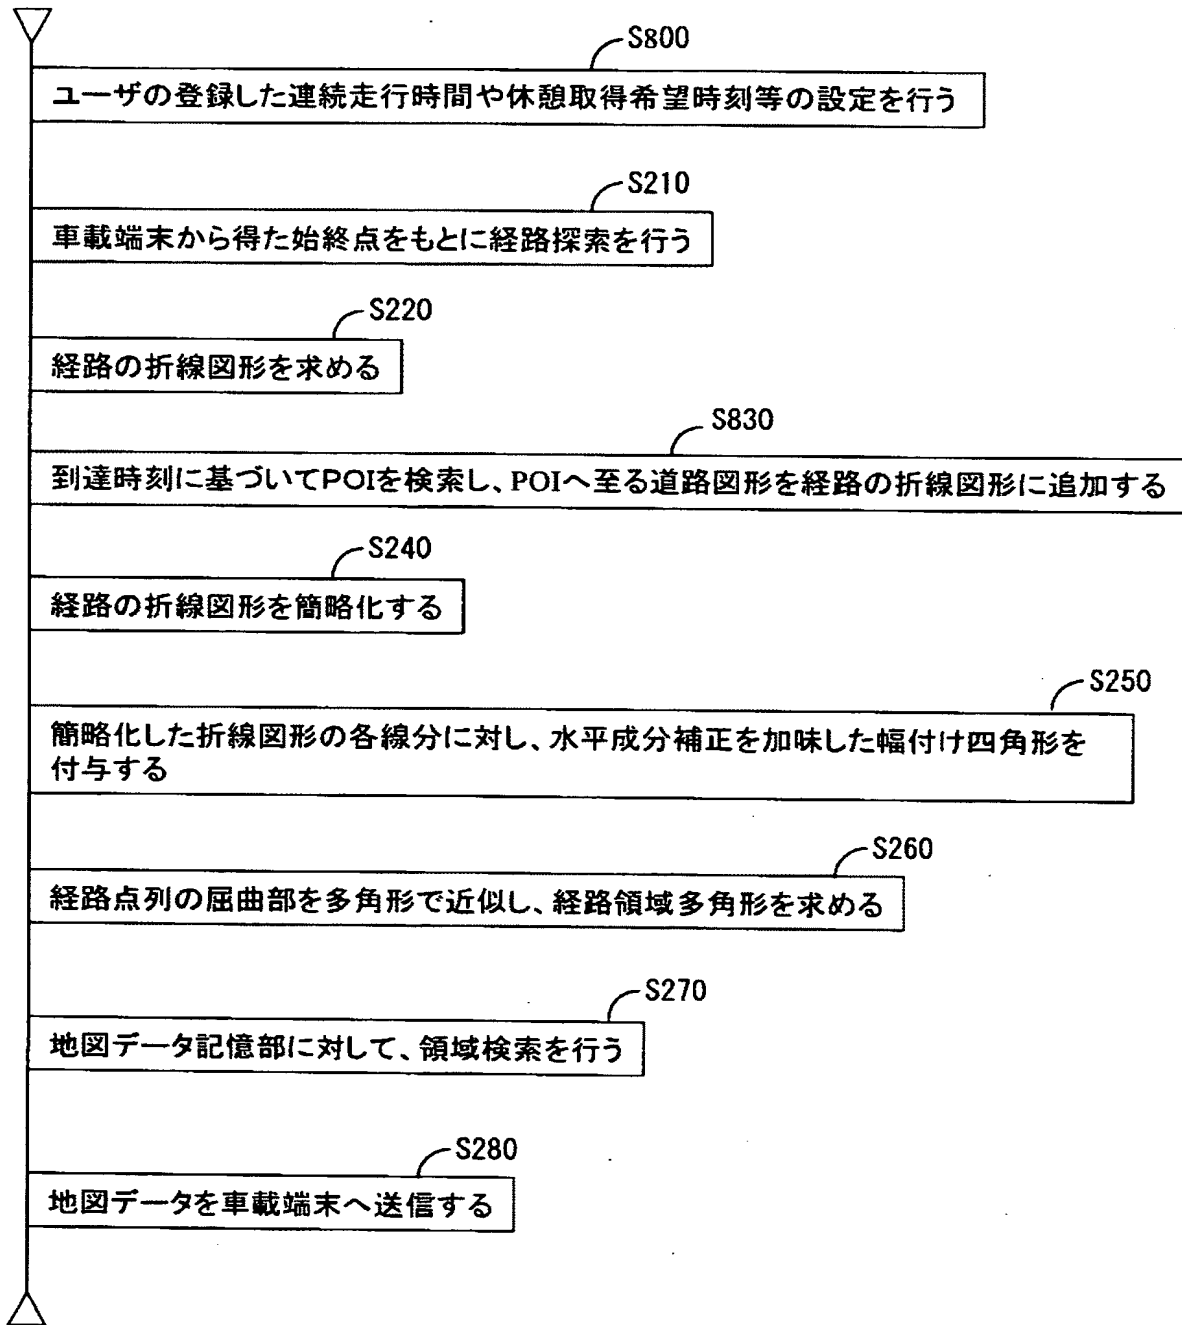 S800
ユーザの登録した連続走行時間や休憩取得希望時刻等の設定を行う
S210
車載端末から得た始終点をもとに経路探索を行う
S220
経路の折線図形を求める
S830
到達時刻に基づいてPOIを検索し、POIへ至る道路図形を経路の折線図形に追加する
S240
経路の折線図形を簡略化する
S250
簡略化した折線図形の各線分に対し、水平成分補正を加味した幅付け四角形を
付与する
S260
経路点列の屈曲部を多角形で近似し、経路領域多角形を求める
S270
地図データ記憶部に対して、領域検索を行う
S280
地図データを車載端末へ送信する